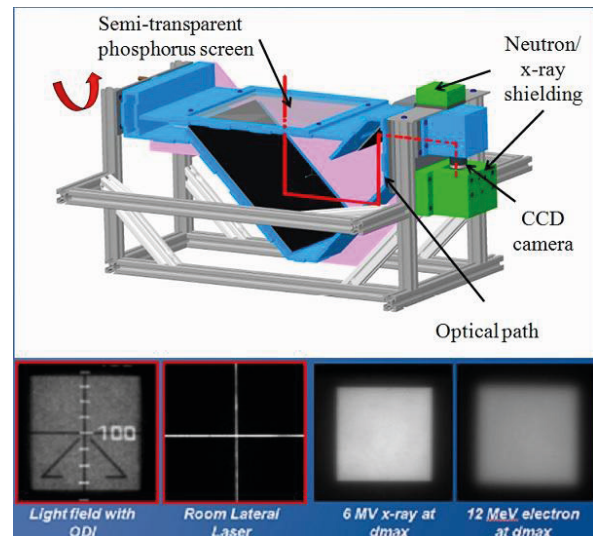 Semi-transparent
phosphorus screen
Neutron/
x-ray
shielding
CCD
camera
Optical path
100
Light field with
ODI
Room Lateral
Laser
6 MV x-ray at
dmax
12 MeV electron
at dmax